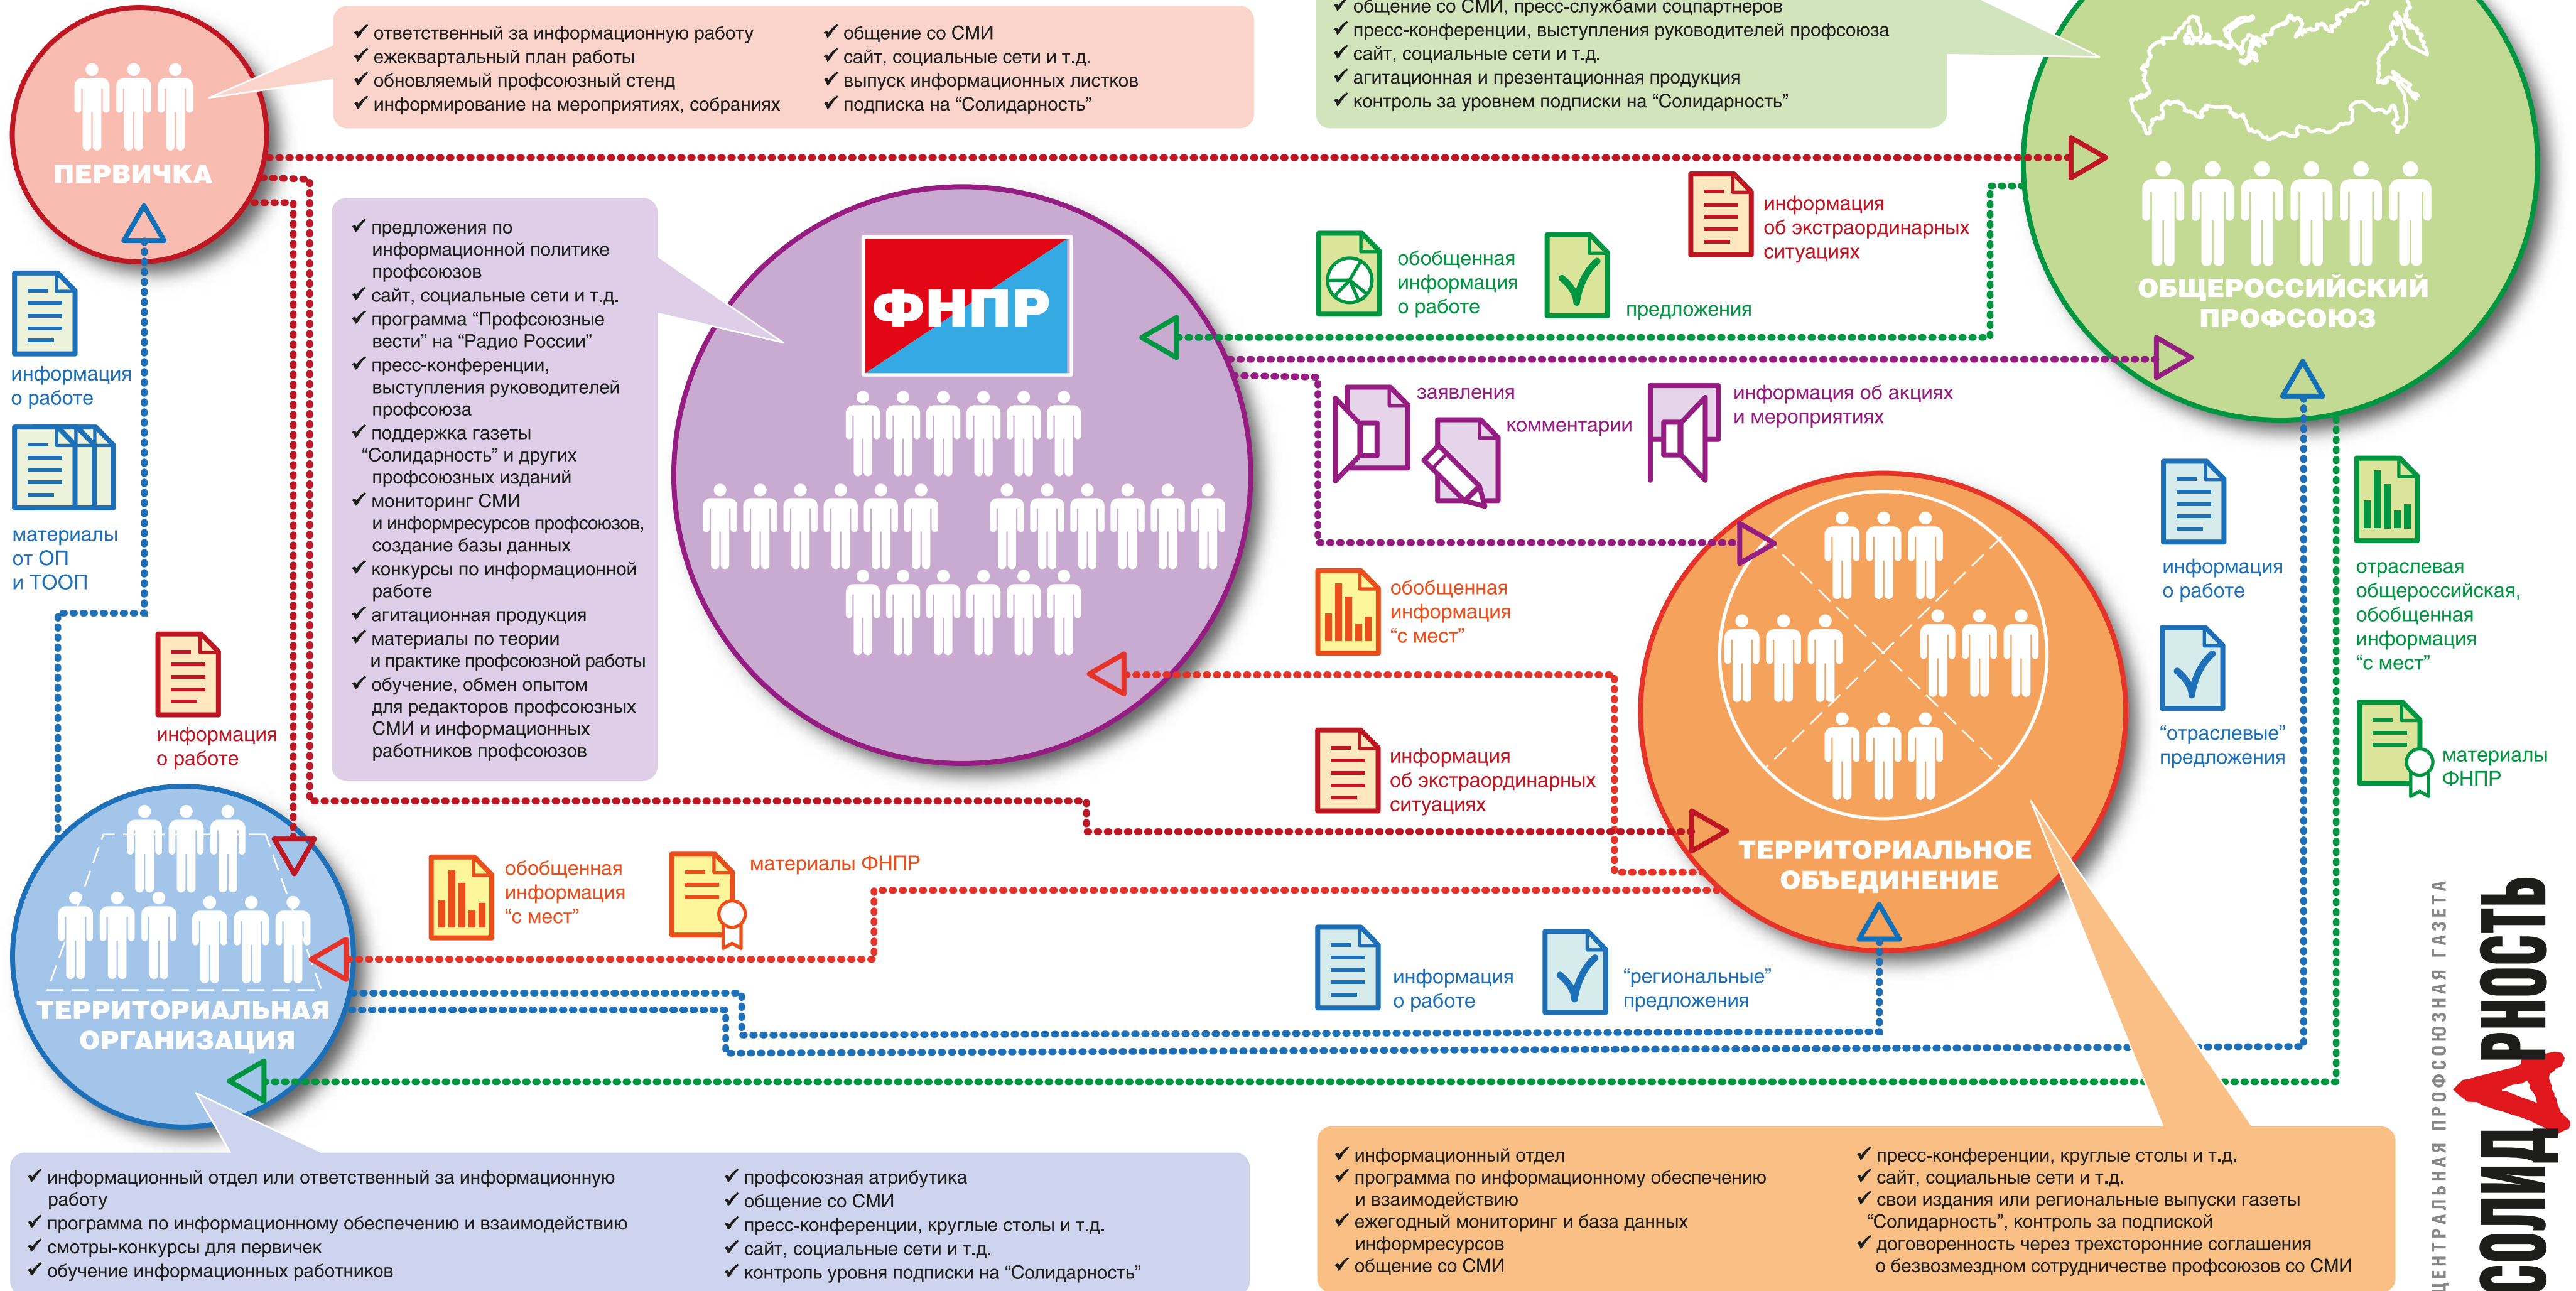 ✓ ответственный за информационную работу
✓ ежеквартальный план работы
✓ обновляемый профсоюзный стенд
✓ информирование на мероприятиях, собраниях
✓ общение со СМИ
✓ сайт, социальные сети и т.д.
✓ выпуск информационных листков
✓ подписка на “Солидарность”
✓ общение со СМИ, пресс-службами соцпартнеров
✓ пресс-конференции, выступления руководителей профсоюза
✓ сайт, социальные сети и т.д.
✓ агитационная и презентационная продукция
✓ контроль за уровнем подписки на “Солидарность”
ПЕРВИЧКА
ОБЩЕРОССИЙСКИЙ
ПРОФСОЮЗ
✓ предложения по
информационной политике
профсоюзов
✓ сайт, социальные сети и т.д.
✓ программа “Профсоюзные
вести” на “Радио России”
✓ пресс-конференции,
выступления руководителей
профсоюза
✓ поддержка газеты
“Солидарность” и других
профсоюзных изданий
✓ мониторинг СМИ
и информресурсов профсоюзов,
создание базы данных
✓ конкурсы по информационной
работе
✓ агитационная продукция
✓ материалы по теории
и практике профсоюзной работы
✓ обучение, обмен опытом
для редакторов профсоюзных
СМИ и информационных
работников профсоюзов
ФНПР
информация
об экстраординарных
ситуациях
обобщенная
информация
о работе
предложения
заявления
комментарии
информация об акциях
и мероприятиях
информация
о работе
материалы
от ОП
и ТООП
информация
о работе
обобщенная
информация
“с мест”
информация
об экстраординарных
ситуациях
информация
о работе
“отраслевые”
предложения
отраслевая
общероссийская,
обобщенная
информация
“с мест”
материалы
ФНПР
ТЕРРИТОРИАЛЬНОЕ
ОБЪЕДИНЕНИЕ
обобщенная
информация
“с мест”
материалы ФНПР
информация
о работе
“региональные”
предложения
ТЕРРИТОРИАЛЬНАЯ
ОРГАНИЗАЦИЯ
✓ информационный отдел или ответственный за информационную
работу
✓ программа по информационному обеспечению и взаимодействию
✓ смотры-конкурсы для первичек
✓ обучение информационных работников
✓ профсоюзная атрибутика
✓ общение со СМИ
✓ пресс-конференции, круглые столы и т.д.
✓ сайт, социальные сети и т.д.
✓ контроль уровня подписки на “Солидарность”
✓ информационный отдел
✓ программа по информационному обеспечению
и взаимодействию
✓ ежегодный мониторинг и база данных
информресурсов
✓ общение со СМИ
✓ пресс-конференции, круглые столы и т.д.
✓ сайт, социальные сети и т.д.
✓ свои издания или региональные выпуски газеты
“Солидарность”, контроль за подпиской
✓ договоренность через трехсторонние соглашения
о безвозмездном сотрудничестве профсоюзов со СМИ
ЦЕНТРАЛЬНАЯ ПРОФСОЮЗНАЯ ГАЗЕТА
СОЛИДАРНОСТЬ